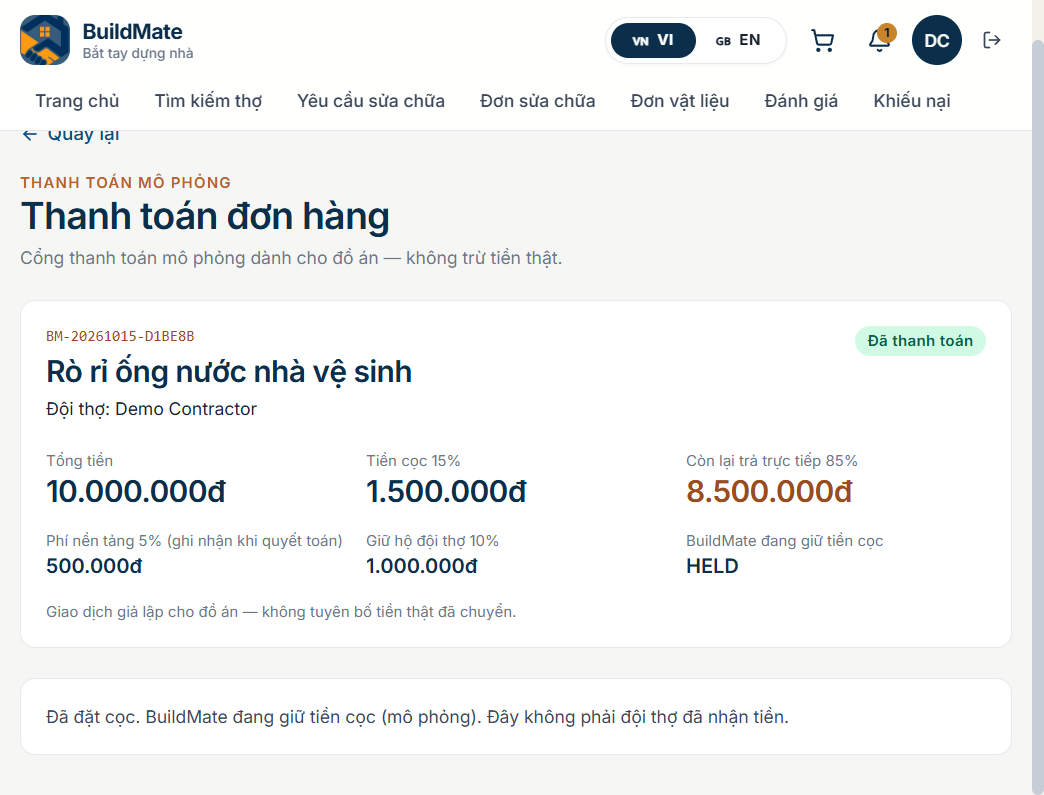 BuildMate
Bắt tay dựng nhà
VN VI
GB EN
1
DC
Trang chủ
Tìm kiếm thợ
Yêu cầu sửa chữa
Đơn sửa chữa
Đơn vật liệu
Đánh giá
Khiếu nại
← Quay lại
THANH TOÁN MÔ PHỎNG
Thanh toán đơn hàng
Cổng thanh toán mô phỏng dành cho đồ án — không trừ tiền thật.
BM-20261015-D1BE8B
Đã thanh toán
Rò rỉ ống nước nhà vệ sinh
Đội thợ: Demo Contractor
Tổng tiền
10.000.000đ
Tiền cọc 15%
1.500.000đ
Còn lại trả trực tiếp 85%
8.500.000đ
Phí nền tảng 5% (ghi nhận khi quyết toán)
500.000đ
Giữ hộ đội thợ 10%
1.000.000đ
BuildMate đang giữ tiền cọc
HELD
Giao dịch giả lập cho đồ án — không tuyên bố tiền thật đã chuyển.
Đã đặt cọc. BuildMate đang giữ tiền cọc (mô phỏng). Đây không phải đội thợ đã nhận tiền.